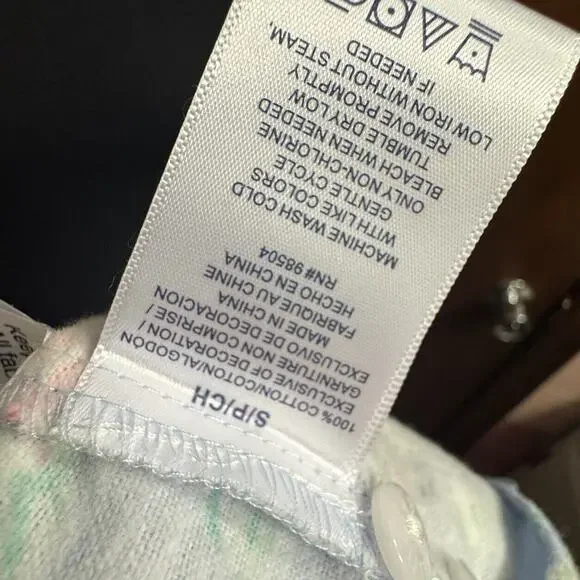 S/P/CH
100% COTTON/COTTON/ALGODON
EXCLUSIVE OF DECORATION/
GARNITURE NON COMPRISE/
EXCLUSIVO DE DECORACION
MADE IN CHINA
FABRIQUE AU CHINE
HECHO EN CHINA
RN# 98504
MACHINE WASH COLD
WITH LIKE COLORS
GENTLE CYCLE
ONLY NON-CHLORINE
BLEACH WHEN NEEDED
TUMBLE DRY LOW
REMOVE PROMPTLY
LOW IRON WITHOUT STEAM,
IF NEEDED